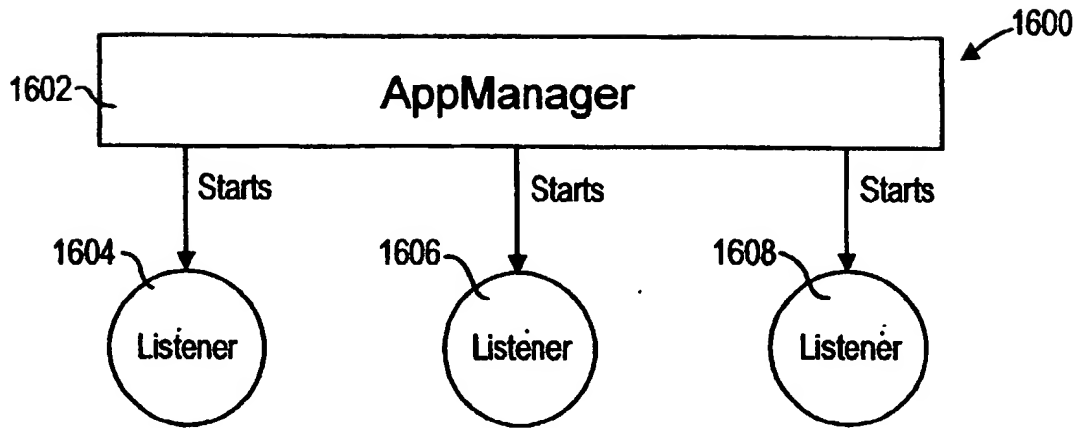 1600
1602
AppManager
Starts
Starts
Starts
1604
1606
1608
Listener
Listener
Listener